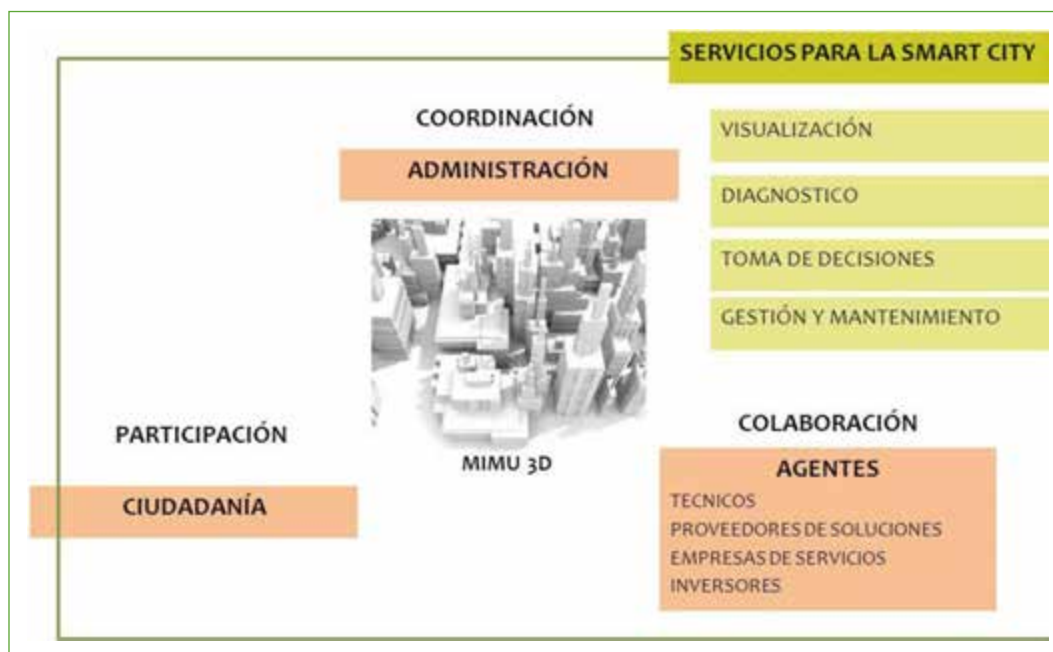 SERVICIOS PARA LA SMART CITY
COORDINACIÓN
ADMINISTRACIÓN
VISUALIZACIÓN
DIAGNOSTICO
TOMA DE DECISIONES
GESTIÓN Y MANTENIMIENTO
MIMU 3D
PARTICIPACIÓN
CIUDADANÍA
COLABORACIÓN
AGENTES
TECNICOS
PROVEEDORES DE SOLUCIONES
EMPRESAS DE SERVICIOS
INVERSORES